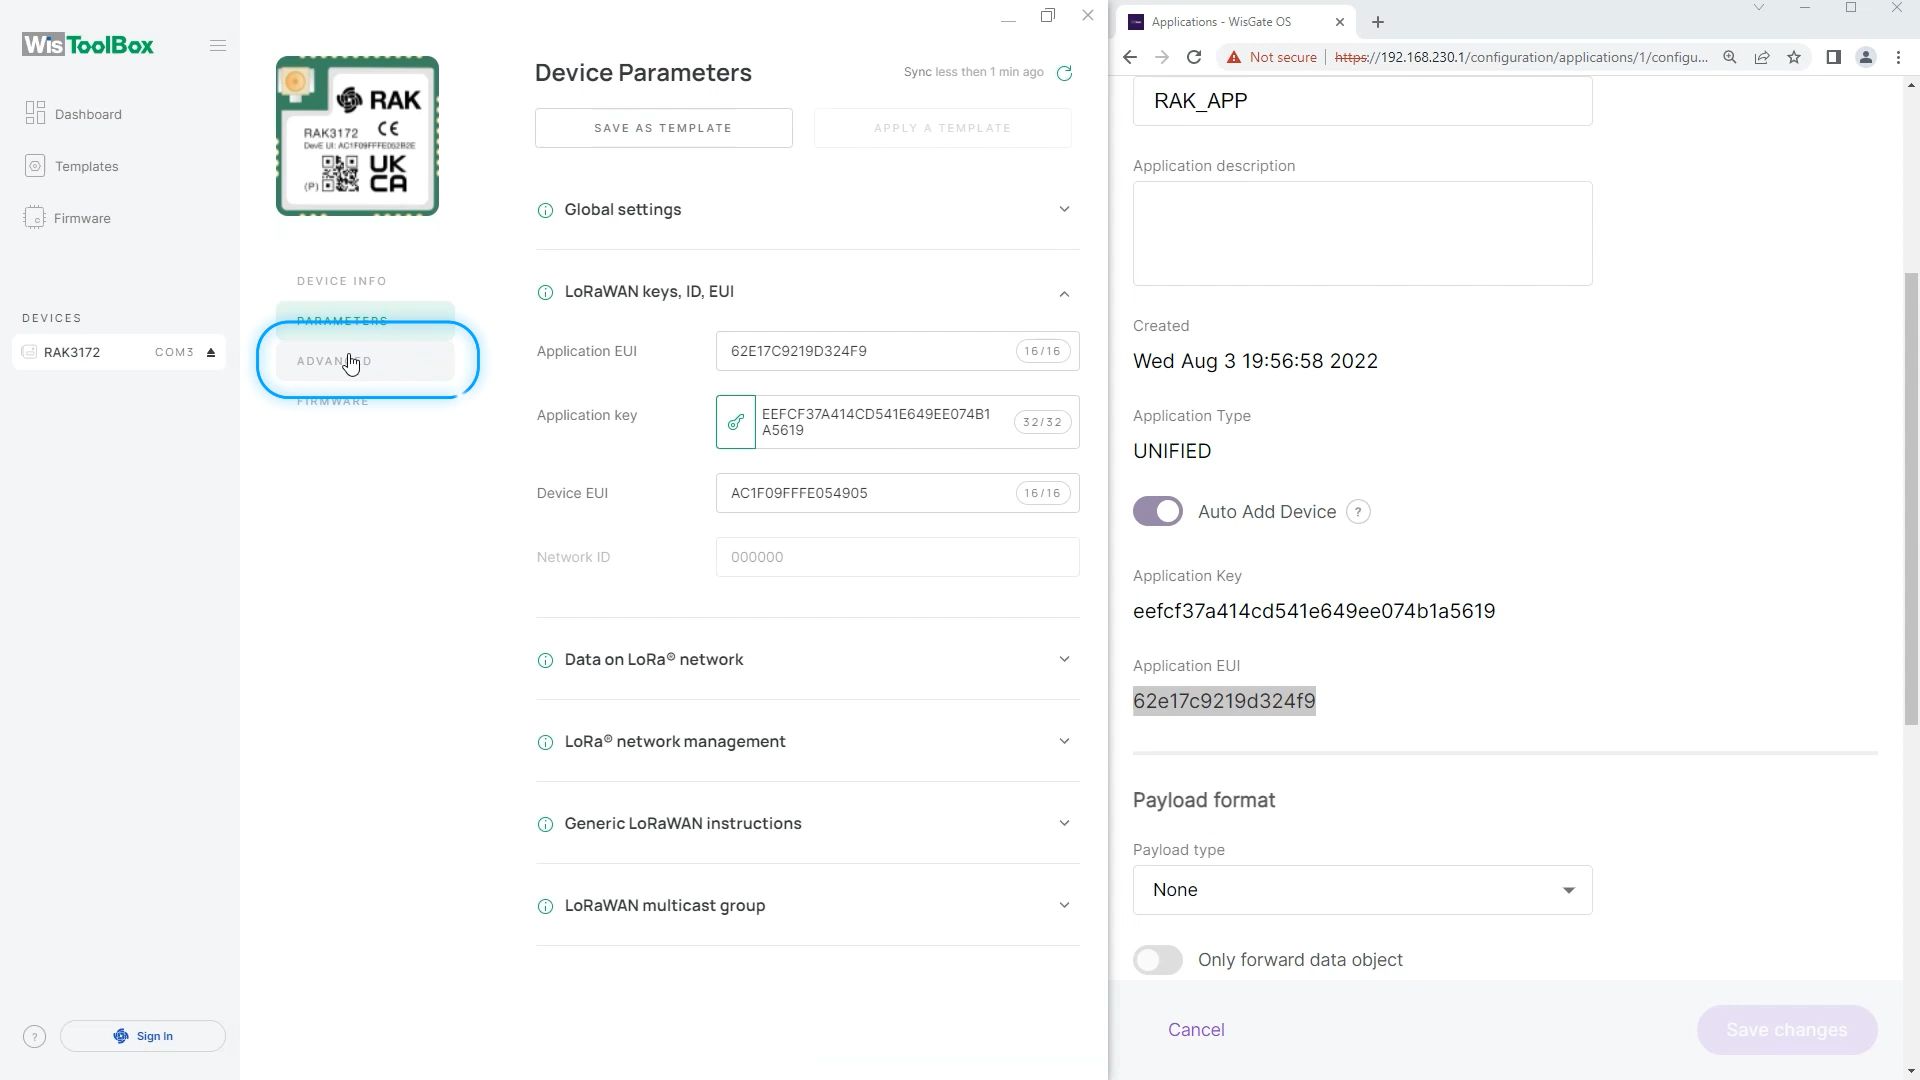 WisToolBox
Dashboard
Templates
Firmware
DEVICES
RAK3172 COM3
? Sign in
RAK
RAK3172 CE
DevE UI: AC1F09FFFE052B2E
(P) UK
CA
DEVICE INFO
PARAMETERS
ADVANCED
FIRMWARE
Device Parameters
Sync less then 1 min ago
SAVE AS TEMPLATE
APPLY A TEMPLATE
Global settings
LoRaWAN keys, ID, EUI
Application EUI 62E17C9219D324F9 16/16
Application key EEFCF37A414CD541E649EE074B1
A5619 32/32
Device EUI AC1F09FFFE054905 16/16
Network ID 000000
Data on LoRa® network
LoRa® network management
Generic LoRaWAN instructions
LoRaWAN multicast group
Applications - WisGate OS
Not secure https://192.168.230.1/configuration/applications/1/configu...
RAK_APP
Application description
Created
Wed Aug 3 19:56:58 2022
Application Type
UNIFIED
Auto Add Device ?
Application Key
eefcf37a414cd541e649ee074b1a5619
Application EUI
62e17c9219d324f9
Payload format
Payload type
None
Only forward data object
Cancel
Save changes